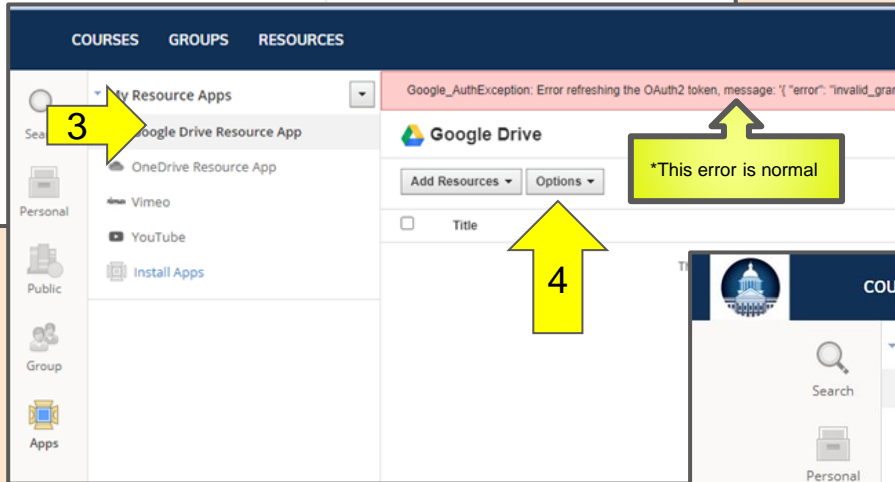 COURSES GROUPS RESOURCES
My Resource Apps
Google_AuthException: Error refreshing the OAuth2 token, message: '{ "error": "invalid_gran
3
Google Drive Resource App
Google Drive
*This error is normal
OneDrive Resource App
Add Resources
Options
Personal
Vimeo
YouTube
Title
Install Apps
Public
4
Group
Apps
COU
Search
Personal